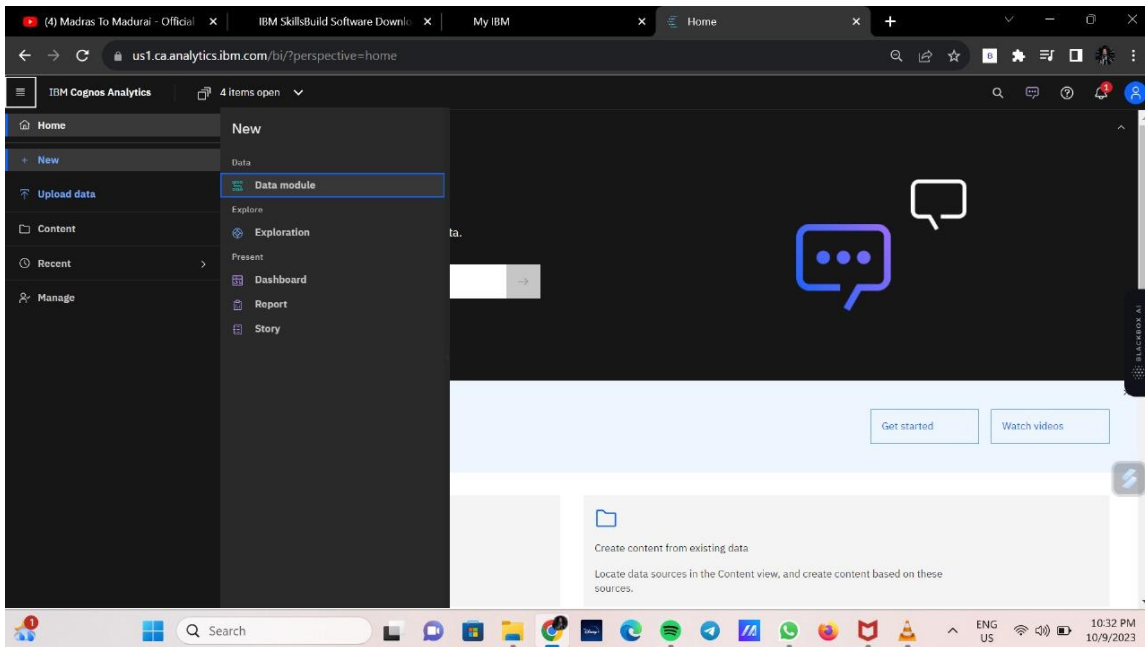 (4) Madras To Madurai - Official
IBM SkillsBuild Software Downlo
My IBM
Home
us1.ca.analytics.ibm.com/bi/?perspective=home
B
IBM Cognos Analytics
4 items open
Home
New
New
Data
Upload data
Data module
Explore
Content
Exploration
ta.
Recent
Present
Dashboard
Manage
Report
Story
BLACKBOX AI
Get started
Watch videos
Create content from existing data
Locate data sources in the Content view, and create content based on these
sources.
1
Search
ENG
US
10:32 PM
10/9/2023